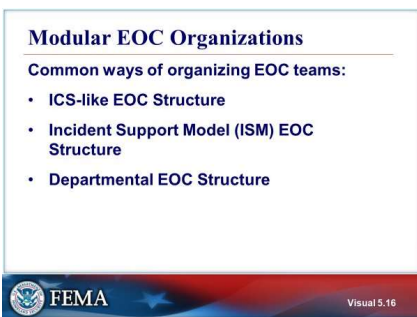 Modular EOC Organizations
Common ways of organizing EOC teams:
• ICS-like EOC Structure
• Incident Support Model (ISM) EOC
Structure
• Departmental EOC Structure
FEMA
Visual 5.16